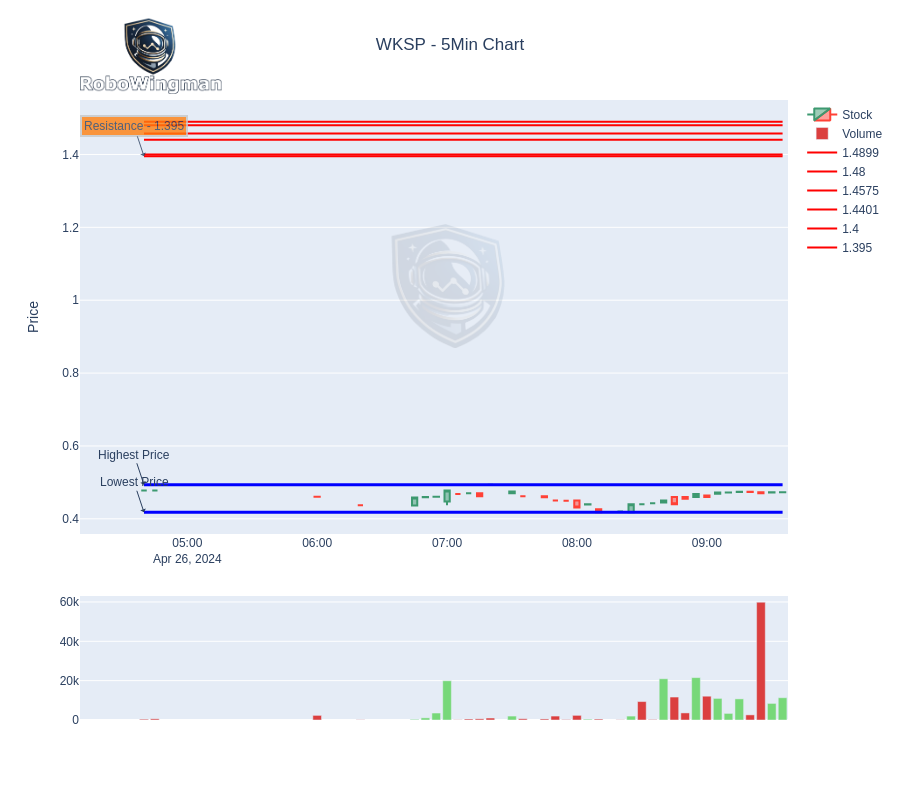 WKSP - 5Min Chart
RoboWingman
Resistance - 1.395
Stock
Volume
1.4899
1.48
1.4575
1.4401
1.4
1.395
Price
1.4
1.2
1
0.8
0.6
0.4
Highest Price
Lowest Price
05:00
06:00
07:00
08:00
09:00
Apr 26, 2024
60k
40k
20k
0